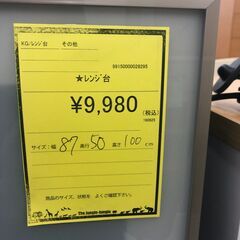 KG/レンジ台 その他
99150000028295
★レンジ台
¥9,980
(税込)
190625
サイズ:幅 87 奥行 50 高さ 100 cm
商品のサイズ、状態を よくご確認下さい。
The Jungle-Jungle